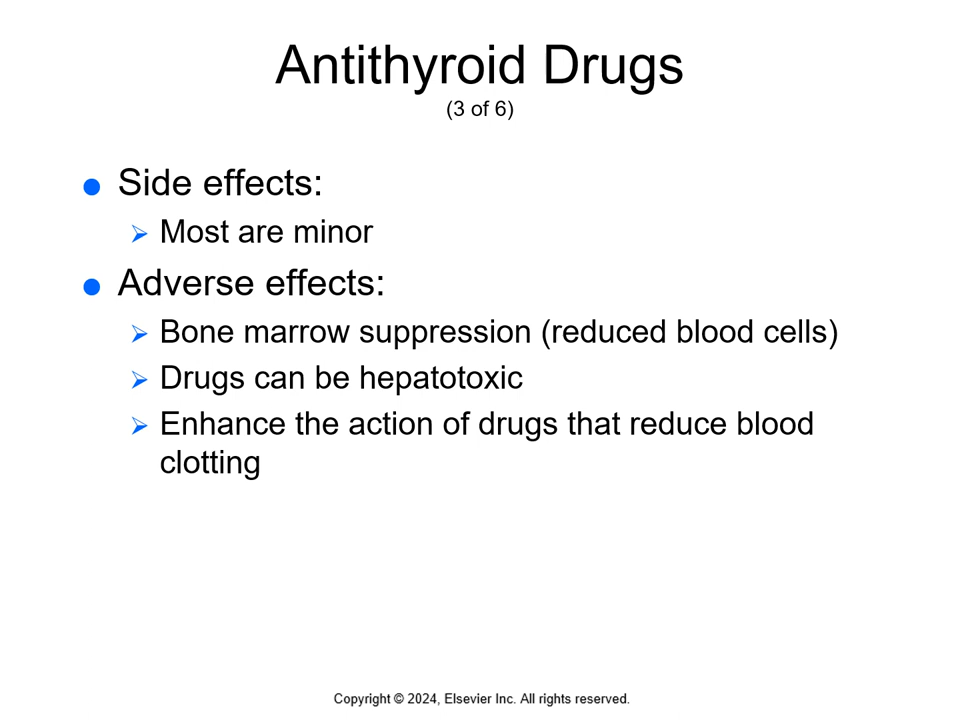 Antithyroid Drugs
(3 of 6)
Side effects:
Most are minor
Adverse effects:
Bone marrow suppression (reduced blood cells)
Drugs can be hepatotoxic
Enhance the action of drugs that reduce blood
clotting
Copyright © 2024, Elsevier Inc. All rights reserved.